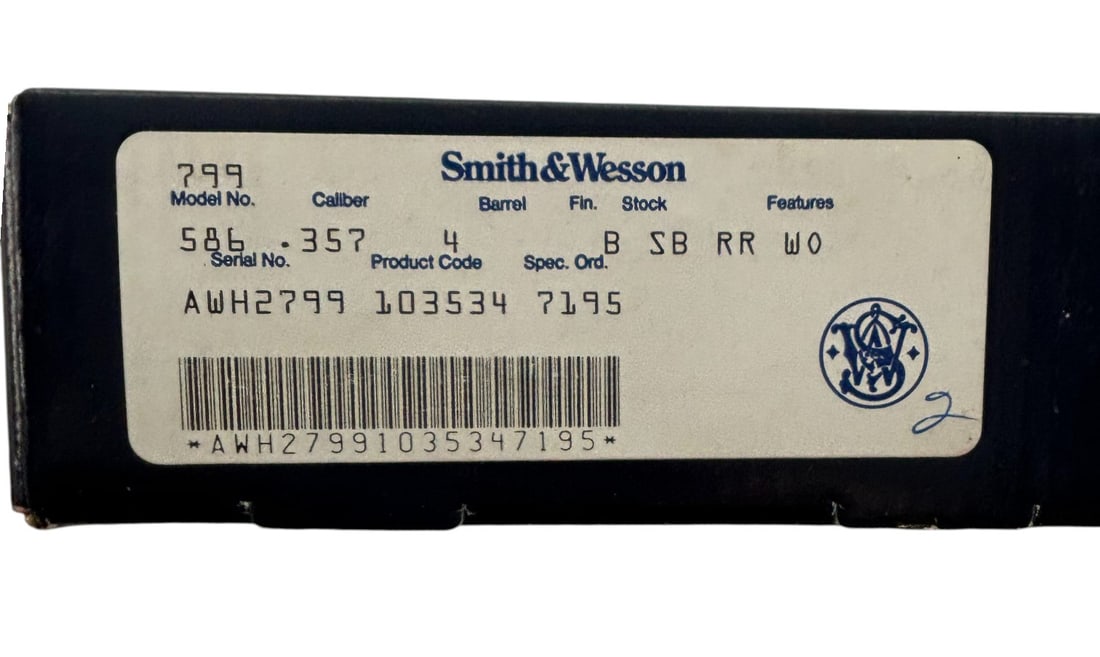 799
Smith&Wesson
Model No. Caliber Barrel Fin. Stock Features
586 .357 4 B SB RR WO
Serial No. Product Code Spec. Ord.
AWH2799 103534 7195
*AWH27991035347195*
2